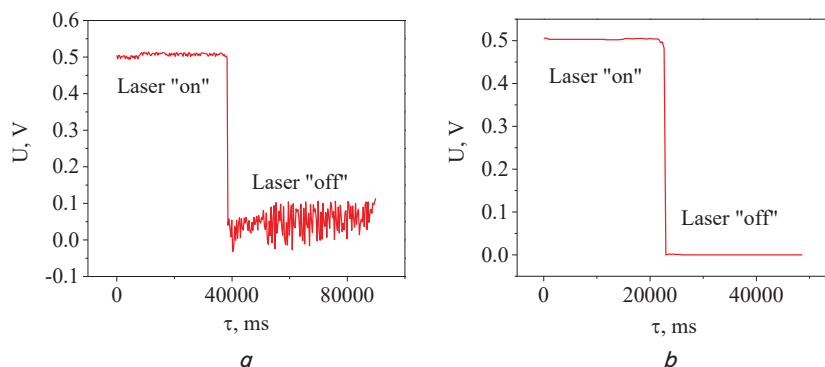 0.6
0.5
0.4
0.3
0.2
0.1
0.0
-0.1
U, V
Laser "on"
Laser "off"
0 40000 80000
τ, ms
a
0.5
0.4
0.3
0.2
0.1
0.0
U, V
Laser "on"
Laser "off"
0 20000 40000
τ, ms
b